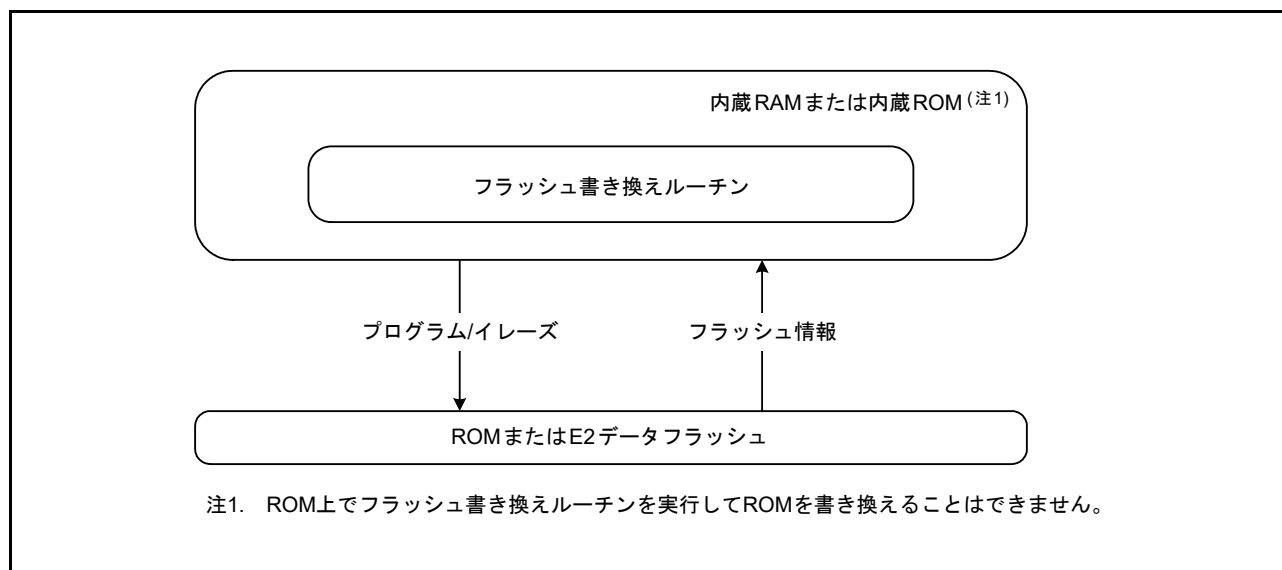 内蔵RAMまたは内蔵ROM(注1)
フラッシュ書き換えルーチン
プログラム/イレーズ
フラッシュ情報
ROMまたはE2データフラッシュ
注1. ROM上でフラッシュ書き換えルーチンを実行してROMを書き換えることはできません。